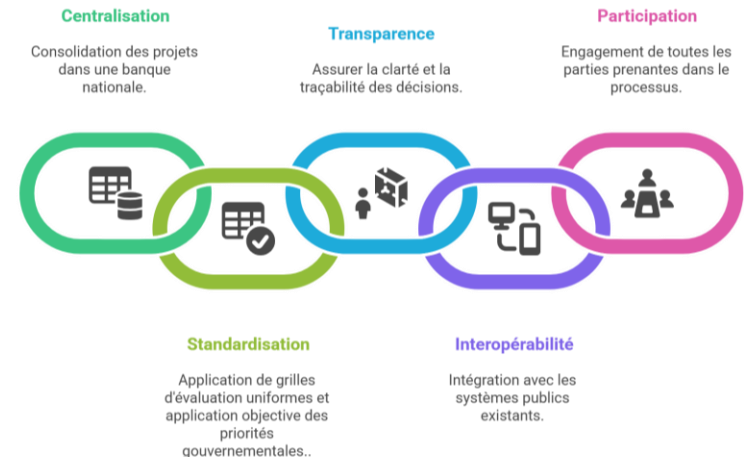 Centralisation
Consolidation des projets
dans une banque
nationale.
Transparence
Assurer la clarté et la
traçabilité des décisions.
Participation
Engagement de toutes les
parties prenantes dans le
processus.
Standardisation
Application de grilles
d'évaluation uniformes et
application objective des
priorités
gouvernementales..
Interopérabilité
Intégration avec les
systèmes publics
existants.